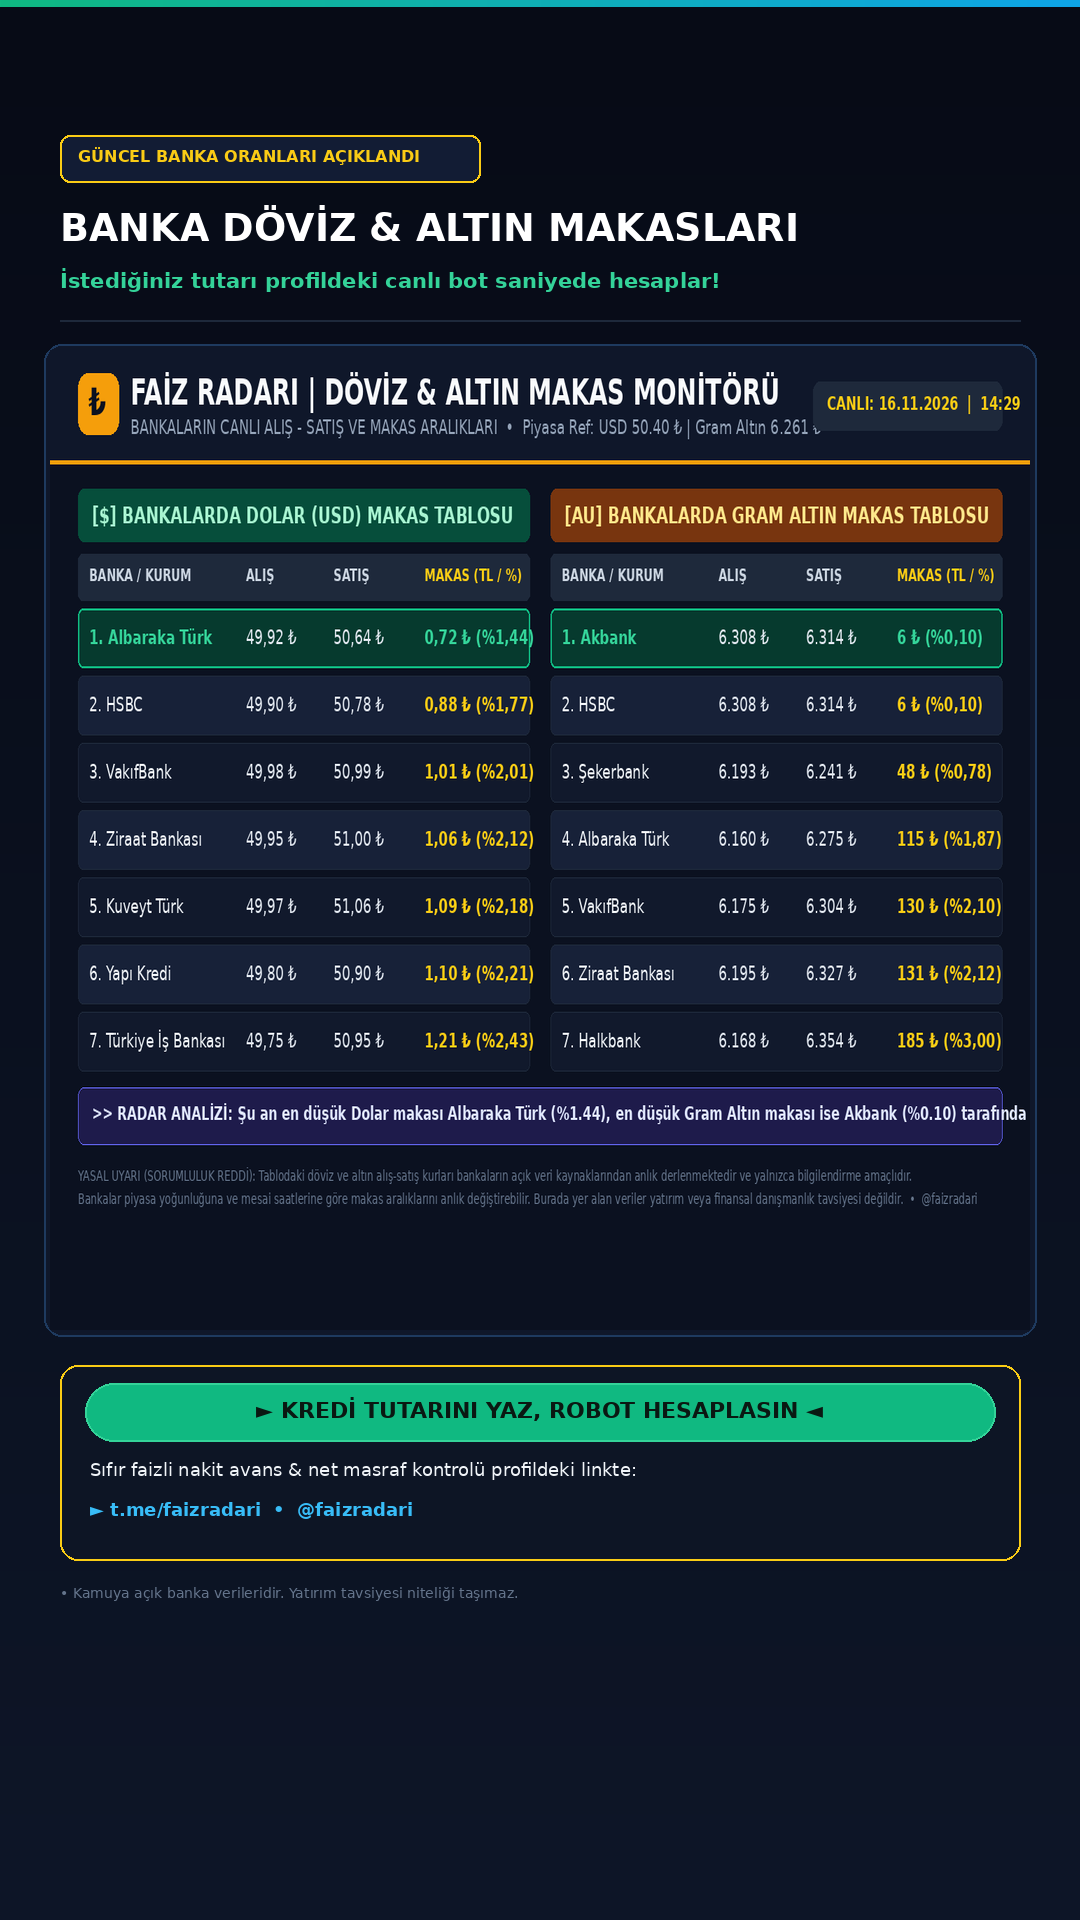 GÜNCEL BANKA ORANLARI AÇIKLANDI
BANKA DÖVİZ & ALTIN MAKASLARI
İstediğiniz tutarı profildeki canlı bot saniyede hesaplar!
₺ FAİZ RADARI | DÖVİZ & ALTIN MAKAS MONİTÖRÜ
CANLI: 16.11.2026 | 14:29
BANKALARIN CANLI ALIŞ - SATIŞ VE MAKAS ARALIKLARI • Piyasa Ref: USD 50.40 ₺ | Gram Altın 6.261 ₺
[$] BANKALARDA DOLAR (USD) MAKAS TABLOSU
BANKA / KURUM ALIŞ SATIŞ MAKAS (TL / %)
1. Albaraka Türk 49,92 ₺ 50,64 ₺ 0,72 ₺ (%1,44)
2. HSBC 49,90 ₺ 50,78 ₺ 0,88 ₺ (%1,77)
3. VakıfBank 49,98 ₺ 50,99 ₺ 1,01 ₺ (%2,01)
4. Ziraat Bankası 49,95 ₺ 51,00 ₺ 1,06 ₺ (%2,12)
5. Kuveyt Türk 49,97 ₺ 51,06 ₺ 1,09 ₺ (%2,18)
6. Yapı Kredi 49,80 ₺ 50,90 ₺ 1,10 ₺ (%2,21)
7. Türkiye İş Bankası 49,75 ₺ 50,95 ₺ 1,21 ₺ (%2,43)
[AU] BANKALARDA GRAM ALTIN MAKAS TABLOSU
BANKA / KURUM ALIŞ SATIŞ MAKAS (TL / %)
1. Akbank 6.308 ₺ 6.314 ₺ 6 ₺ (%0,10)
2. HSBC 6.308 ₺ 6.314 ₺ 6 ₺ (%0,10)
3. Şekerbank 6.193 ₺ 6.241 ₺ 48 ₺ (%0,78)
4. Albaraka Türk 6.160 ₺ 6.275 ₺ 115 ₺ (%1,87)
5. VakıfBank 6.175 ₺ 6.304 ₺ 130 ₺ (%2,10)
6. Ziraat Bankası 6.195 ₺ 6.327 ₺ 131 ₺ (%2,12)
7. Halkbank 6.168 ₺ 6.354 ₺ 185 ₺ (%3,00)
>> RADAR ANALİZİ: Şu an en düşük Dolar makası Albaraka Türk (%1.44), en düşük Gram Altın makası ise Akbank (%0.10) tarafında
YASAL UYARI (SORUMLULUK REDDİ): Tablodaki döviz ve altın alış-satış kurları bankaların açık veri kaynaklarından anlık derlenmektedir ve yalnızca bilgilendirme amaçlıdır.
Bankalar piyasa yoğunluğuna ve mesai saatlerine göre makas aralıklarını anlık değiştirebilir. Burada yer alan veriler yatırım veya finansal danışmanlık tavsiyesi değildir. • @faizradari
► KREDİ TUTARINI YAZ, ROBOT HESAPLASIN ◄
Sıfır faizli nakit avans & net masraf kontrolü profildeki linkte:
► t.me/faizradari • @faizradari
• Kamuya açık banka verileridir. Yatırım tavsiyesi niteliği taşımaz.